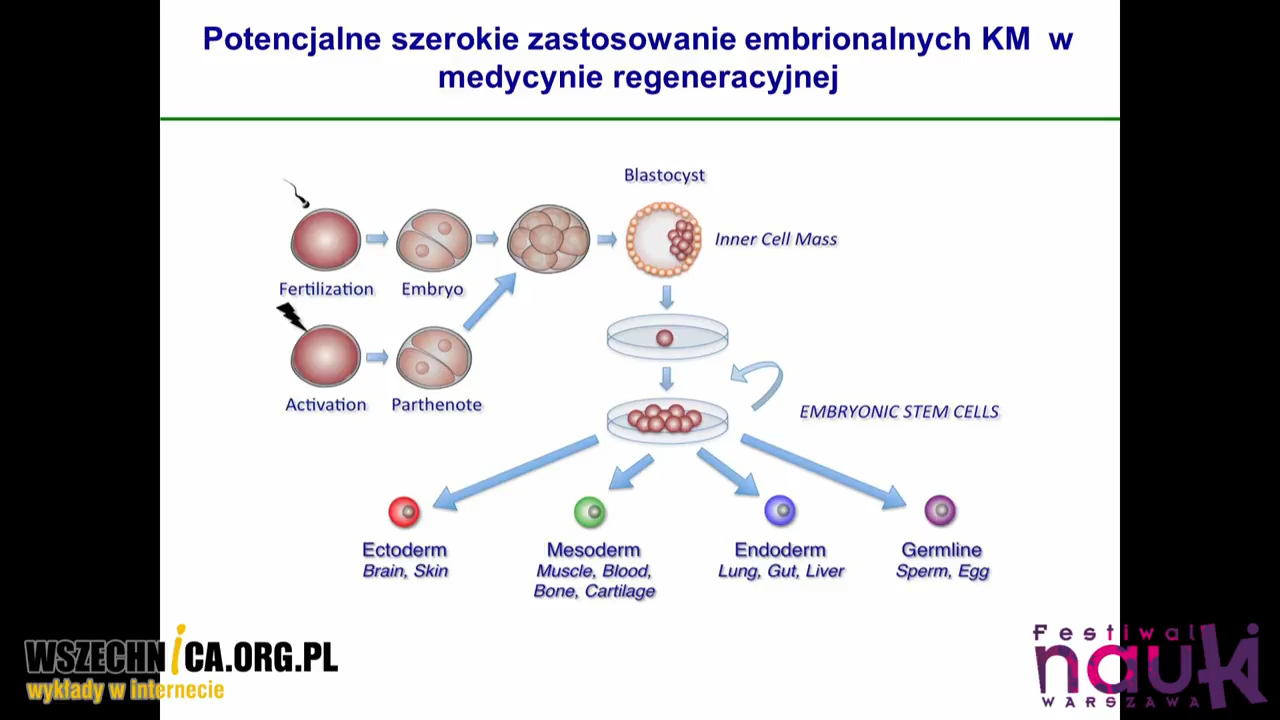 Potencjalne szerokie zastosowanie embrionalnych KM w
medycynie regeneracyjnej
Blastocyst
Inner Cell Mass
Fertilization
Embryo
Activation
Parthenote
EMBRYONIC STEM CELLS
Ectoderm
Brain, Skin
Mesoderm
Muscle, Blood,
Bone, Cartilage
Endoderm
Lung, Gut, Liver
Germline
Sperm, Egg
WSZECHNiCA.ORG.PL
wykłady w internecie
Festiwal
nauki
WARSZAWA